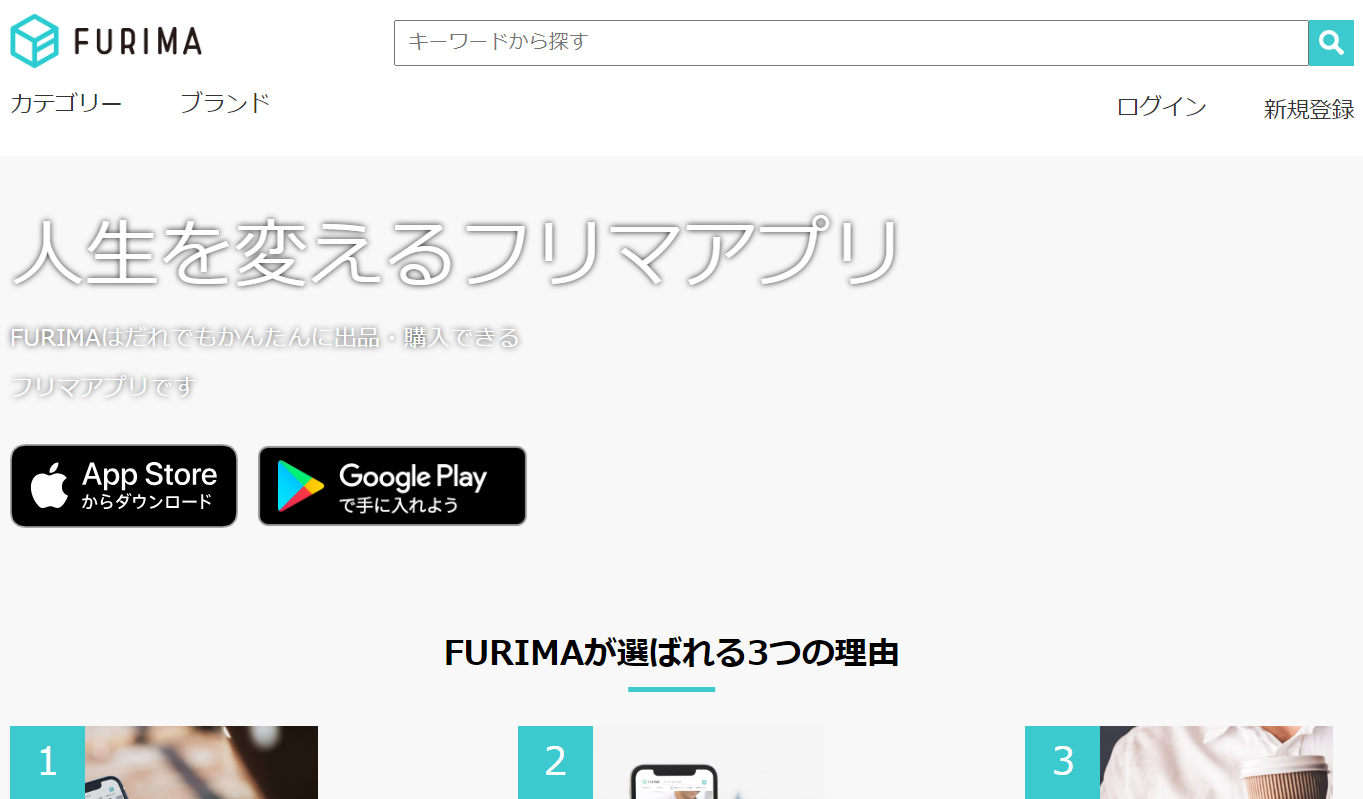 FURIMA
キーワードから探す
カテゴリー
ブランド
ログイン
新規登録
人生を変えるフリマアプリ
FURIMAはだれでもかんたんに出品・購入できる
フリマアプリです
App Store
からダウンロード
Google Play
で手に入れよう
FURIMAが選ばれる3つの理由
1
2
3